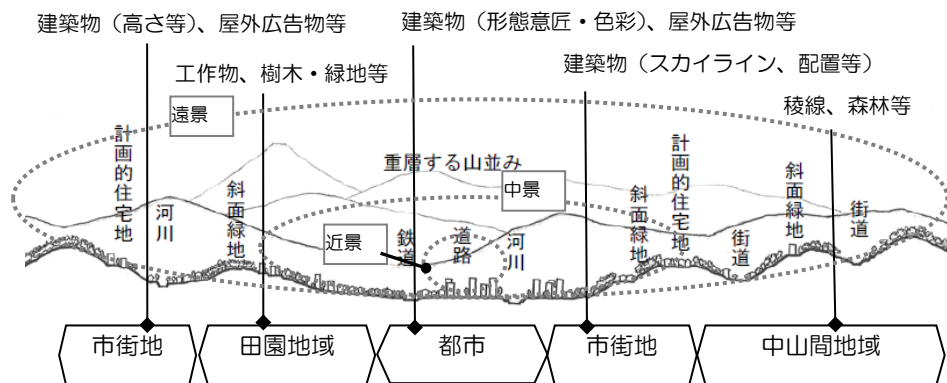 建築物（高さ等）、屋外広告物等
建築物（形態意匠・色彩）、屋外広告物等
工作物、樹木・緑地等
建築物（スカイライン、配置等）
稜線、森林等
遠景
計画的住宅地
河川
斜面緑地
重層する山並み
中景
近景
鉄道
道路
河川
斜面緑地
計画的住宅地
街道
斜面緑地
街道
市街地
田園地域
都市
市街地
中山間地域